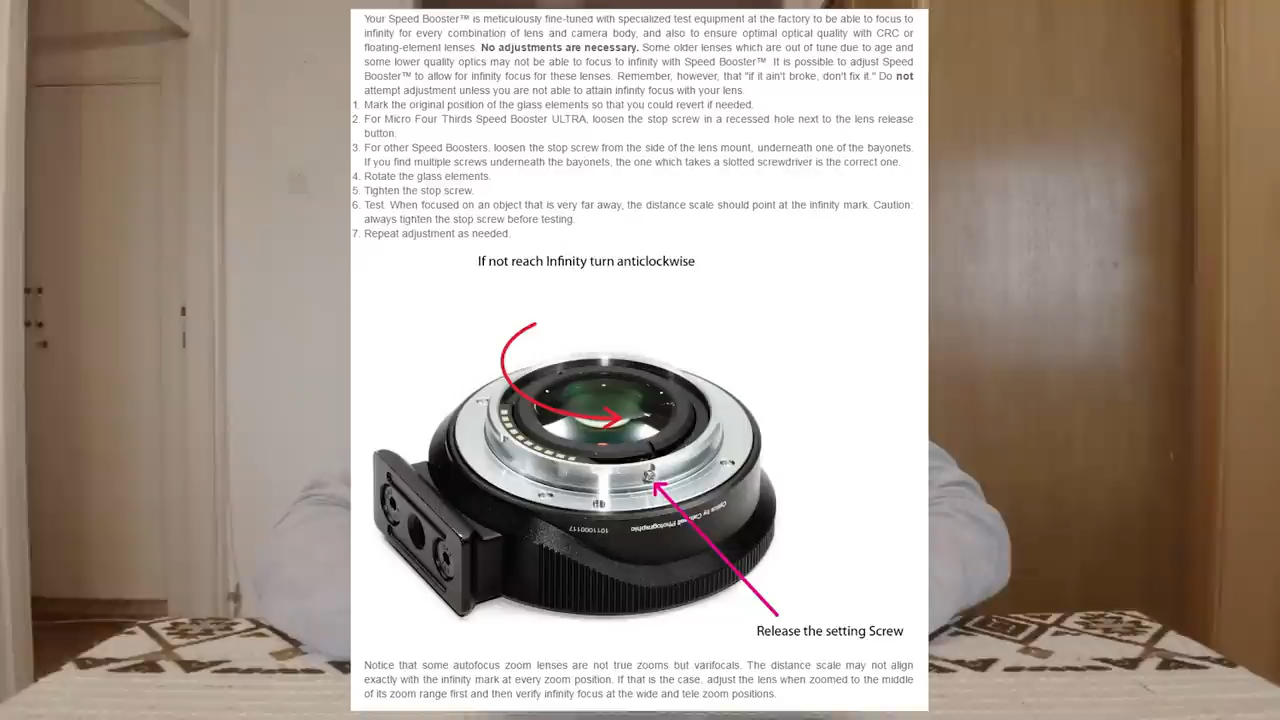 Your Speed Booster™ is meticulously fine-tuned with specialized test equipment at the factory to be able to focus to
infinity for every combination of lens and camera body, and also to ensure optimal optical quality with CRC or
floating-element lenses. No adjustments are necessary. Some older lenses which are out of tune due to age and
some lower quality optics may not be able to focus to infinity with Speed Booster™ It is possible to adjust Speed
Booster™ to allow for infinity focus for these lenses. Remember, however, that "if it ain't broke, don't fix it." Do not
attempt adjustment unless you are not able to attain infinity focus with your lens.
1. Mark the original position of the glass elements so that you could revert if needed.
2. For Micro Four Thirds Speed Booster ULTRA, loosen the stop screw in a recessed hole next to the lens release
button.
3. For other Speed Boosters, loosen the stop screw from the side of the lens mount, underneath one of the bayonets.
If you find multiple screws underneath the bayonets, the one which takes a slotted screwdriver is the correct one.
4. Rotate the glass elements.
5. Tighten the stop screw.
6. Test. When focused on an object that is very far away, the distance scale should point at the infinity mark. Caution:
always tighten the stop screw before testing.
7. Repeat adjustment as needed.
If not reach Infinity turn anticlockwise
1011000117
Optics by Caldwell Photographic
Release the setting Screw
Notice that some autofocus zoom lenses are not true zooms but varifocals. The distance scale may not align
exactly with the infinity mark at every zoom position. If that is the case, adjust the lens when zoomed to the middle
of its zoom range first and then verify infinity focus at the wide and tele zoom positions.